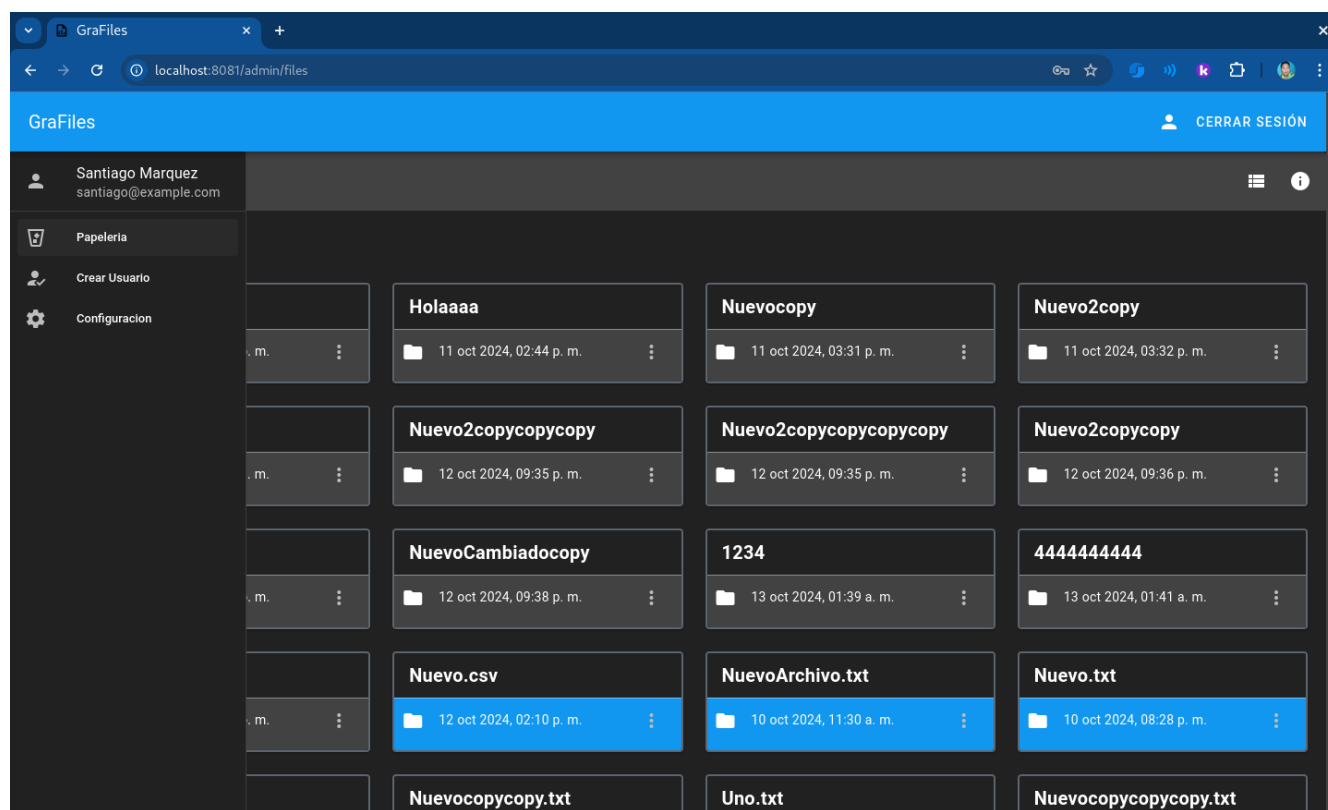 GraFiles
localhost:8081/admin/files
GraFiles
CERRAR SESIÓN
Santiago Marquez
santiago@example.com
Papeleria
Crear Usuario
Configuracion
Holaaaa
Nuevocopy
Nuevo2copy
. m.
11 oct 2024, 02:44 p. m.
11 oct 2024, 03:31 p. m.
11 oct 2024, 03:32 p. m.
Nuevo2copycopycopy
Nuevo2copycopycopycopy
Nuevo2copycopy
. m.
12 oct 2024, 09:35 p. m.
12 oct 2024, 09:35 p. m.
12 oct 2024, 09:36 p. m.
NuevoCambiadocopy
1234
4444444444
. m.
12 oct 2024, 09:38 p. m.
13 oct 2024, 01:39 a. m.
13 oct 2024, 01:41 a. m.
Nuevo.csv
NuevoArchivo.txt
Nuevo.txt
. m.
12 oct 2024, 02:10 p. m.
10 oct 2024, 11:30 a. m.
10 oct 2024, 08:28 p. m.
Nuevocopycopy.txt
Uno.txt
Nuevocopycopycopy.txt